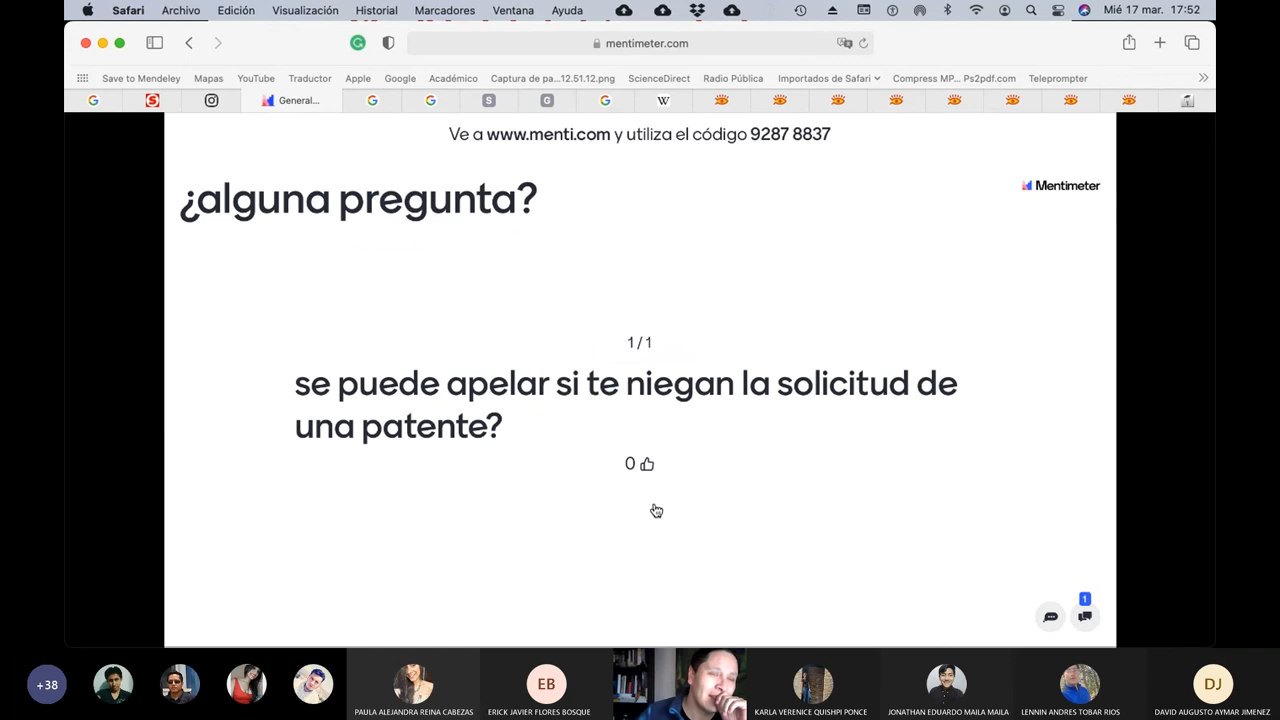 Safari Archivo Edición Visualización Historial Marcadores Ventana Ayuda Mié 17 mar. 17:52
mentimeter.com
Save to Mendeley Mapas YouTube Traductor Apple Google Académico Captura de pa...12.51.12.png ScienceDirect Radio Pública Importados de Safari Compress MP... Ps2pdf.com Teleprompter
General...
Ve a www.menti.com y utiliza el código 9287 8837
¿alguna pregunta?
Mentimeter
1 / 1
se puede apelar si te niegan la solicitud de
una patente?
0
1
+38
EB
DJ
PAULA ALEJANDRA REINA CABEZAS ERICK JAVIER FLORES BOSQUE KARLA VERENICE QUISHPI PONCE JONATHAN EDUARDO MAILA MAILA LENNIN ANDRES TOBAR RIOS DAVID AUGUSTO AYMAR JIMENEZ